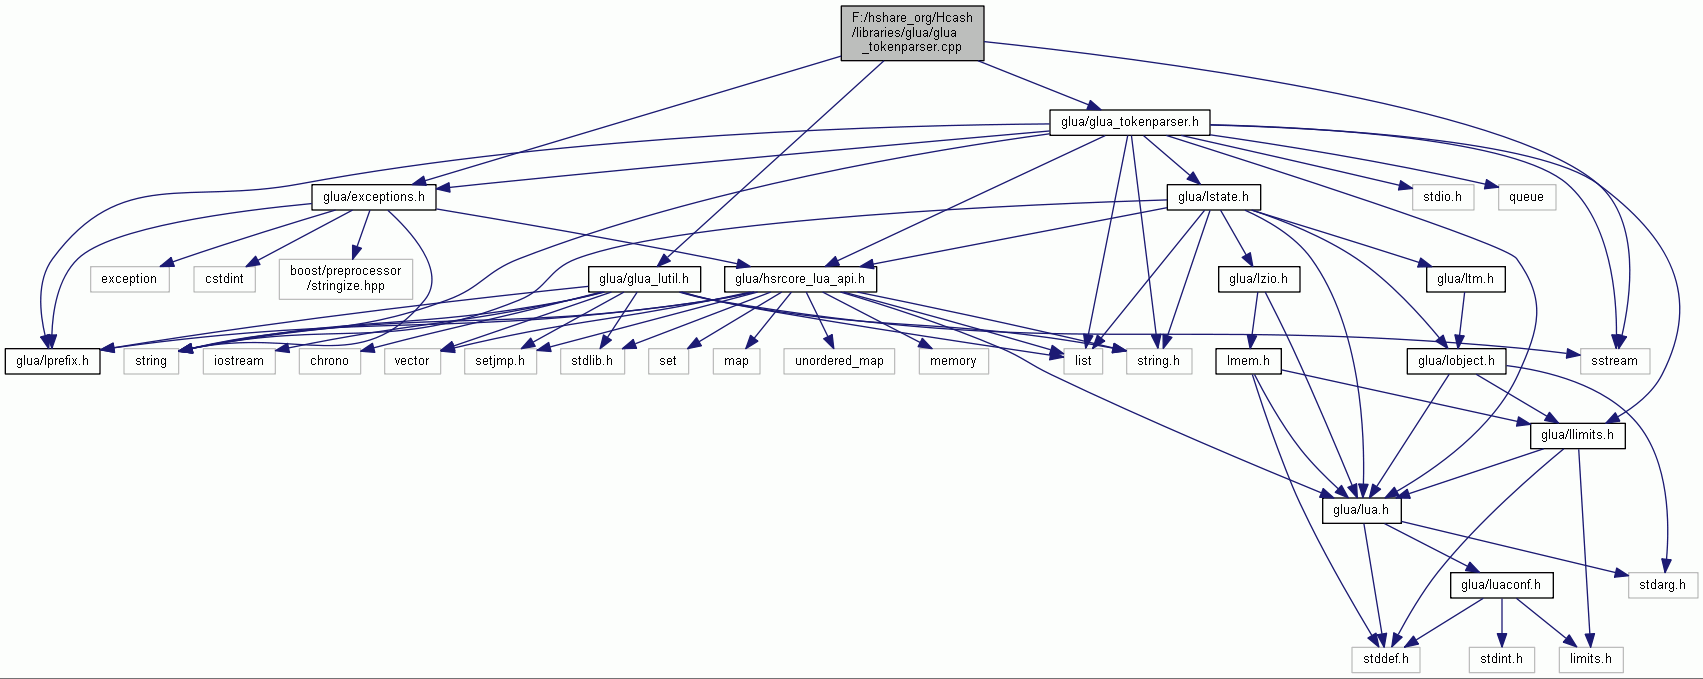 F:/hshare_org/Hcash
/libraries/glua/glua
_tokenparser.cpp
glua/glua_tokenparser.h
glua/exceptions.h
glua/lstate.h
stdio.h
queue
exception
cstdint
boost/preprocessor
/stringize.hpp
glua/glua_lutil.h
glua/hsrcore_lua_api.h
glua/lzio.h
glua/ltm.h
glua/lprefix.h
string
iostream
chrono
vector
setjmp.h
stdlib.h
set
map
unordered_map
memory
list
string.h
lmem.h
glua/lobject.h
sstream
glua/llimits.h
glua/lua.h
glua/luaconf.h
stdarg.h
stddef.h
stdint.h
limits.h